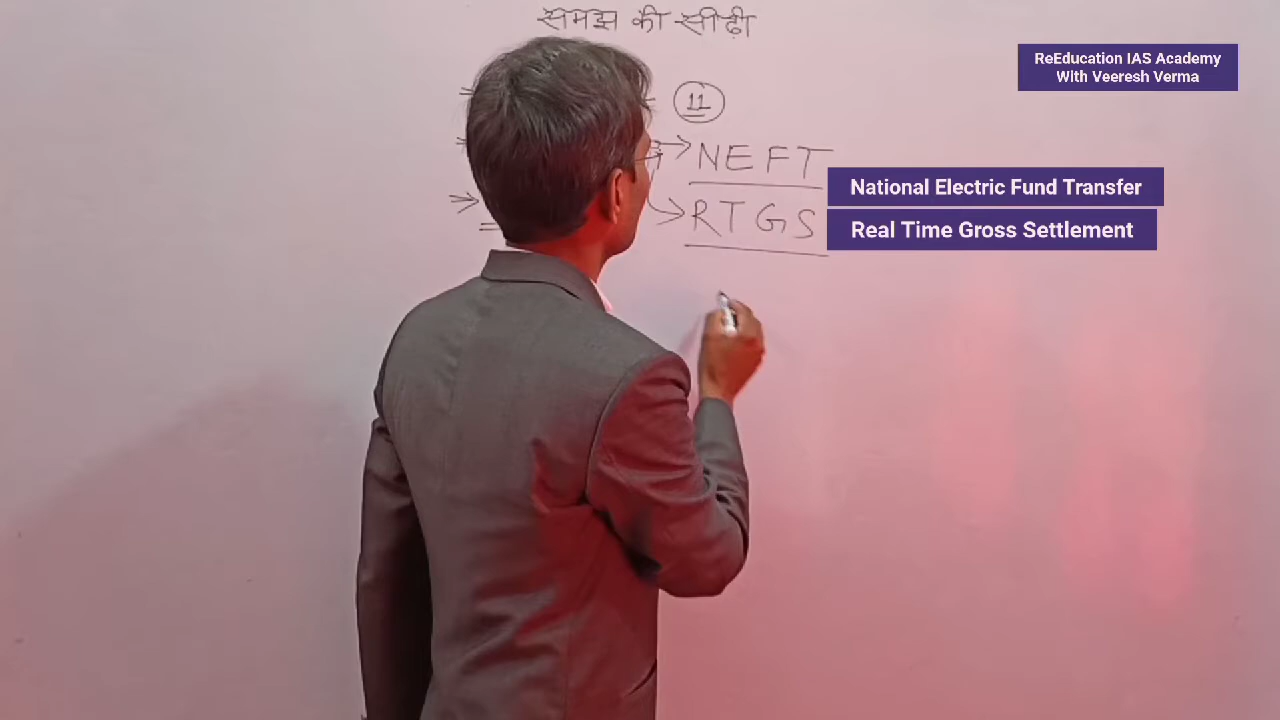 समझ की सीढ़ी
ReEducation IAS Academy
With Veeresh Verma
11
NEFT
National Electric Fund Transfer
RTGS
Real Time Gross Settlement